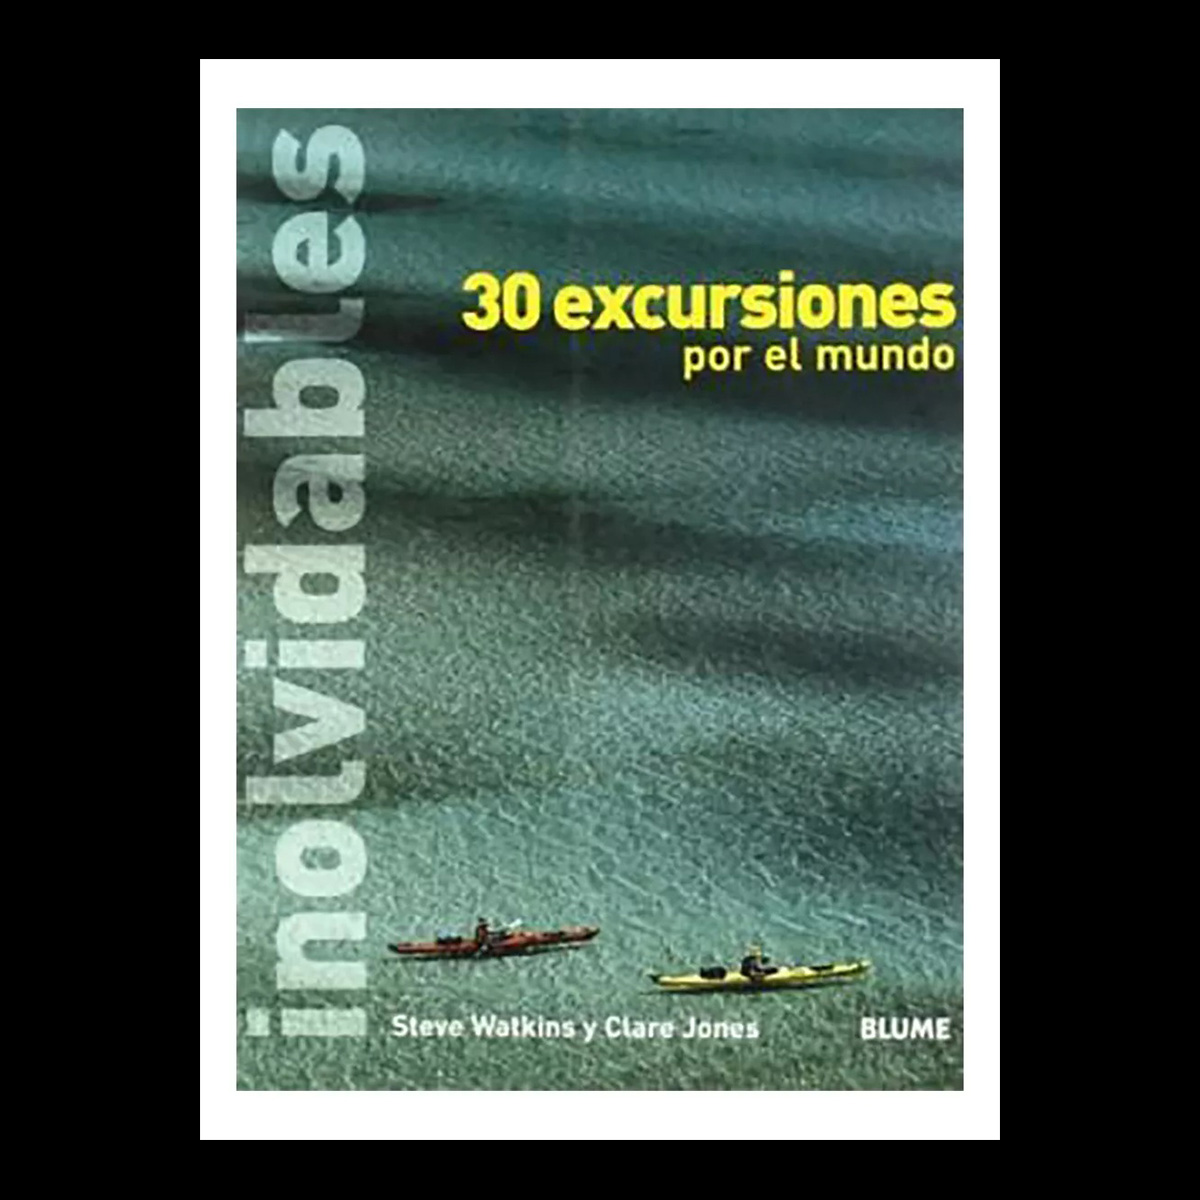 inolvidables
30 excursiones
por el mundo
Steve Watkins y Clare Jones
BLUME